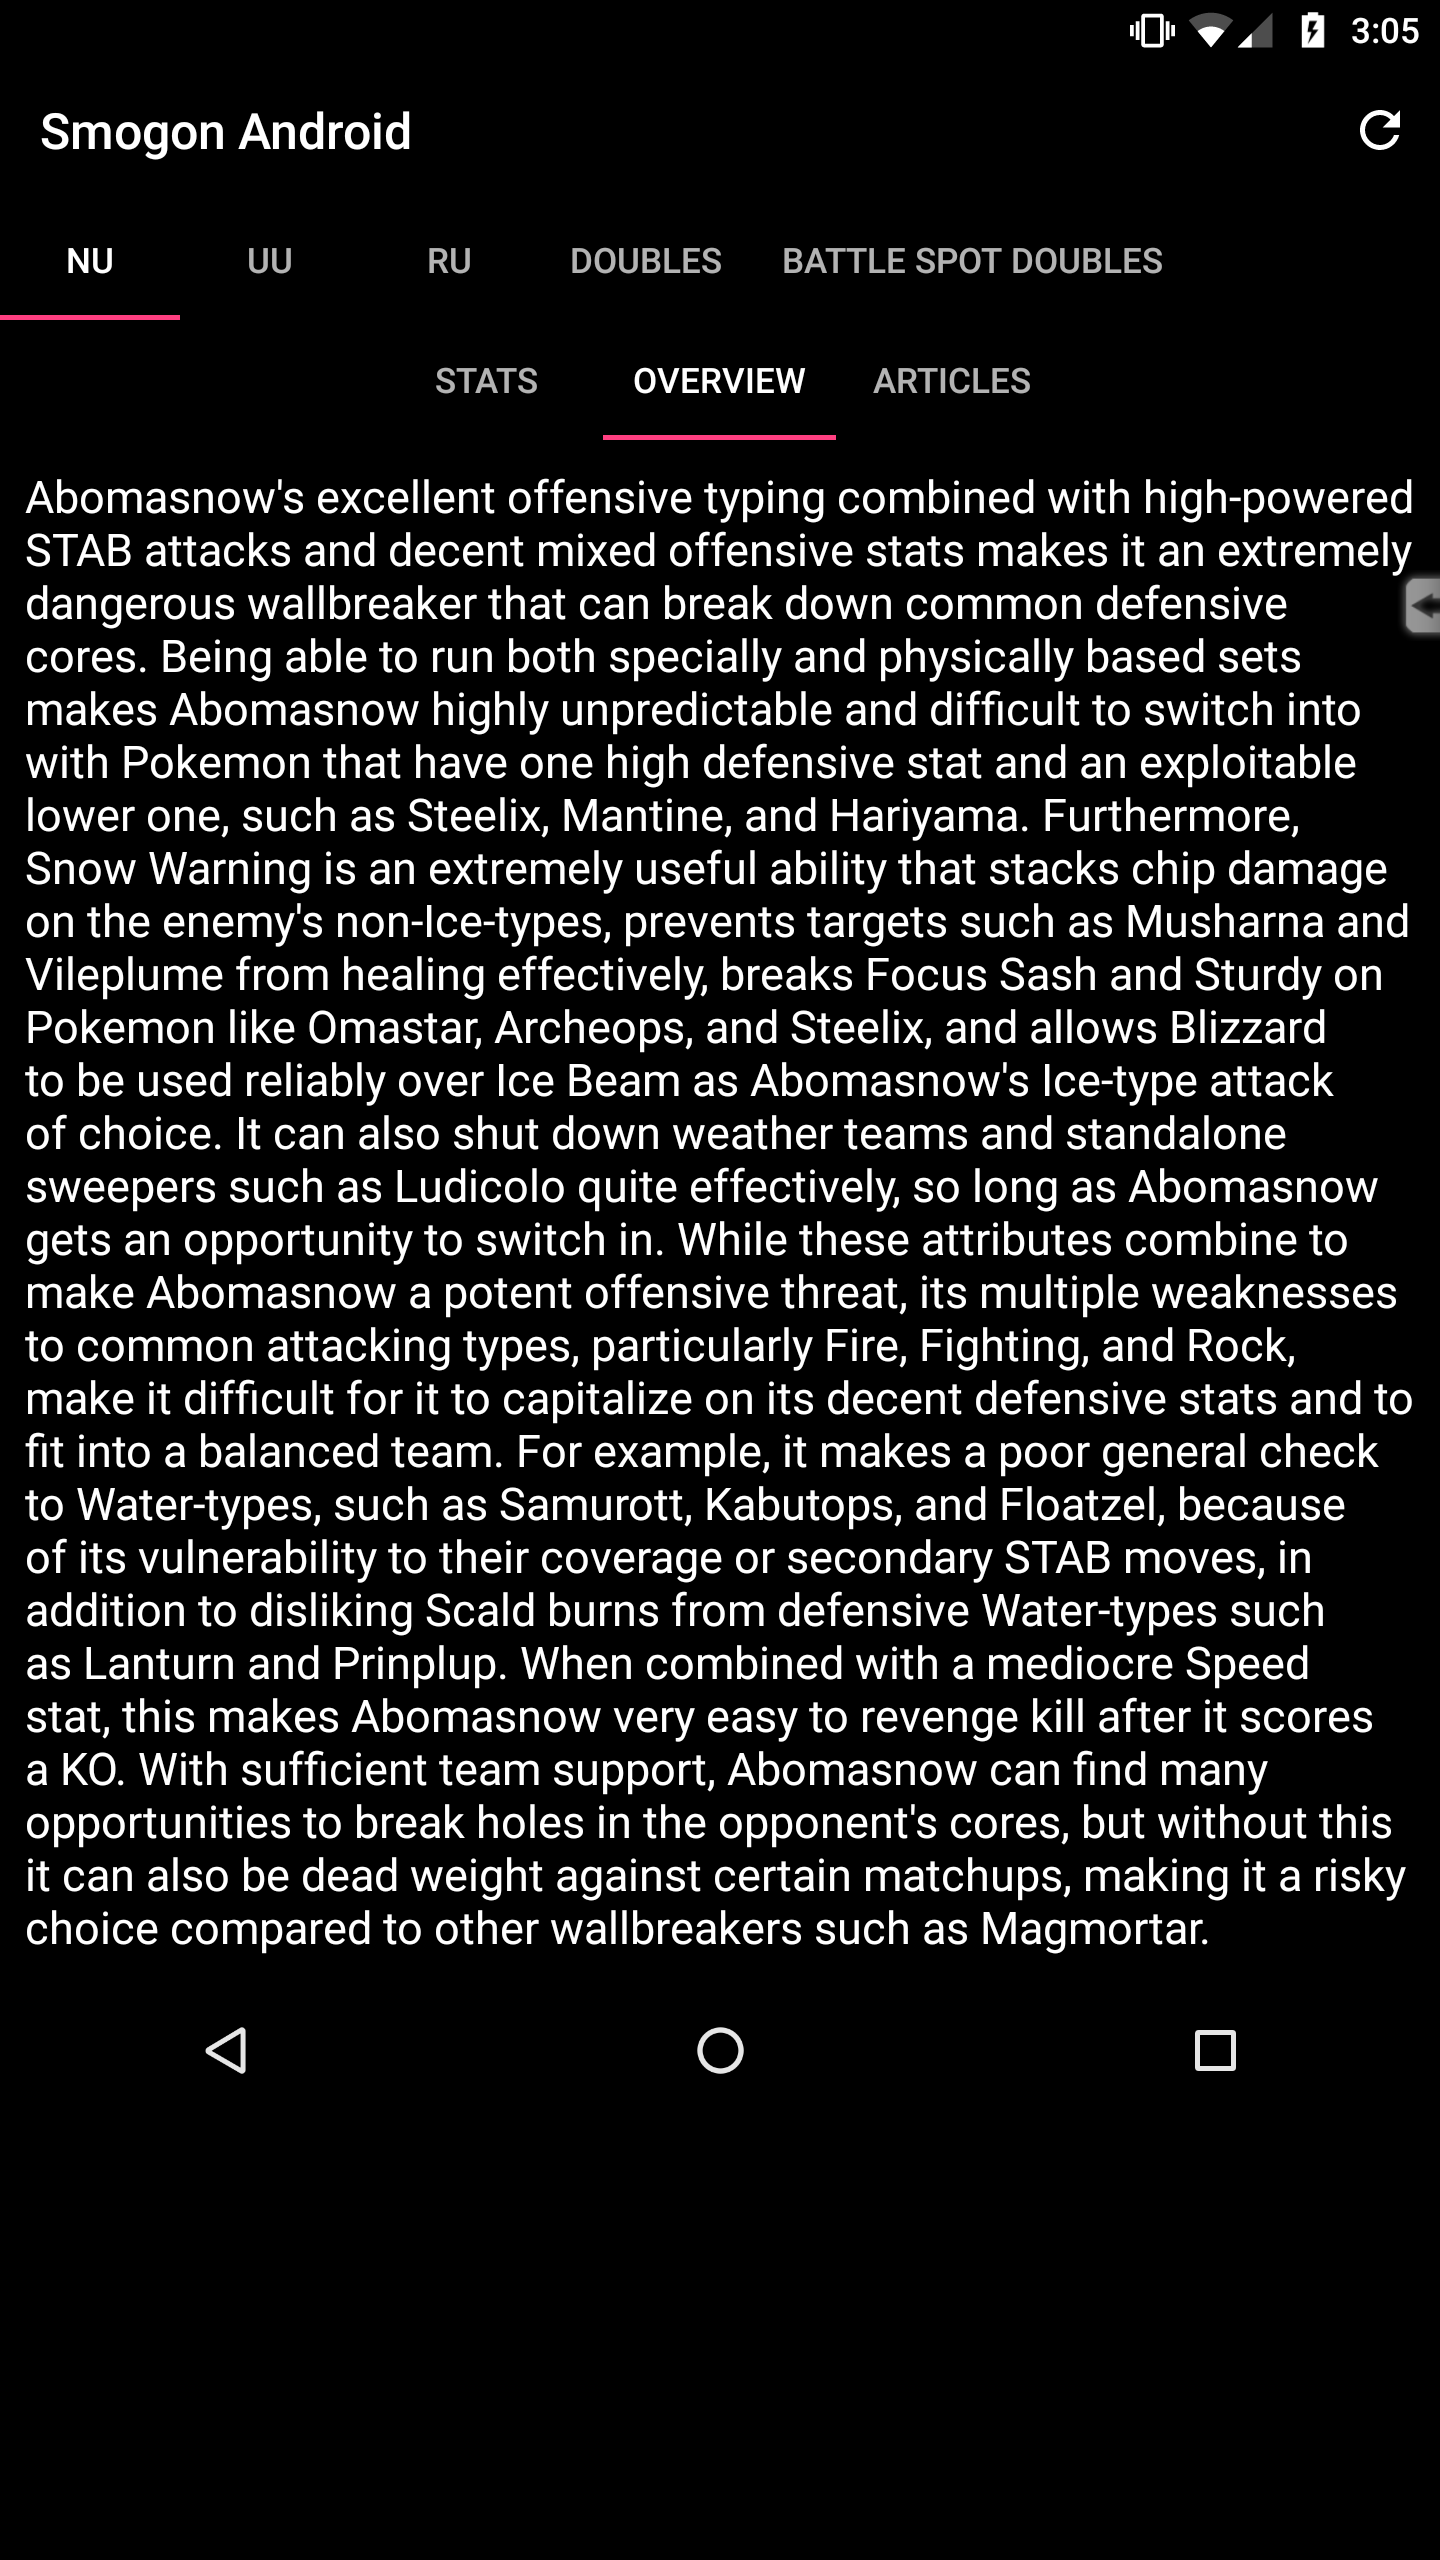 3:05
Smogon Android
NU UU RU DOUBLES BATTLE SPOT DOUBLES
STATS OVERVIEW ARTICLES
Abomasnow's excellent offensive typing combined with high-powered
STAB attacks and decent mixed offensive stats makes it an extremely
dangerous wallbreaker that can break down common defensive
cores. Being able to run both specially and physically based sets
makes Abomasnow highly unpredictable and difficult to switch into
with Pokemon that have one high defensive stat and an exploitable
lower one, such as Steelix, Mantine, and Hariyama. Furthermore,
Snow Warning is an extremely useful ability that stacks chip damage
on the enemy's non-Ice-types, prevents targets such as Musharna and
Vileplume from healing effectively, breaks Focus Sash and Sturdy on
Pokemon like Omastar, Archeops, and Steelix, and allows Blizzard
to be used reliably over Ice Beam as Abomasnow's Ice-type attack
of choice. It can also shut down weather teams and standalone
sweepers such as Ludicolo quite effectively, so long as Abomasnow
gets an opportunity to switch in. While these attributes combine to
make Abomasnow a potent offensive threat, its multiple weaknesses
to common attacking types, particularly Fire, Fighting, and Rock,
make it difficult for it to capitalize on its decent defensive stats and to
fit into a balanced team. For example, it makes a poor general check
to Water-types, such as Samurott, Kabutops, and Floatzel, because
of its vulnerability to their coverage or secondary STAB moves, in
addition to disliking Scald burns from defensive Water-types such
as Lanturn and Prinplup. When combined with a mediocre Speed
stat, this makes Abomasnow very easy to revenge kill after it scores
a KO. With sufficient team support, Abomasnow can find many
opportunities to break holes in the opponent's cores, but without this
it can also be dead weight against certain matchups, making it a risky
choice compared to other wallbreakers such as Magmortar.